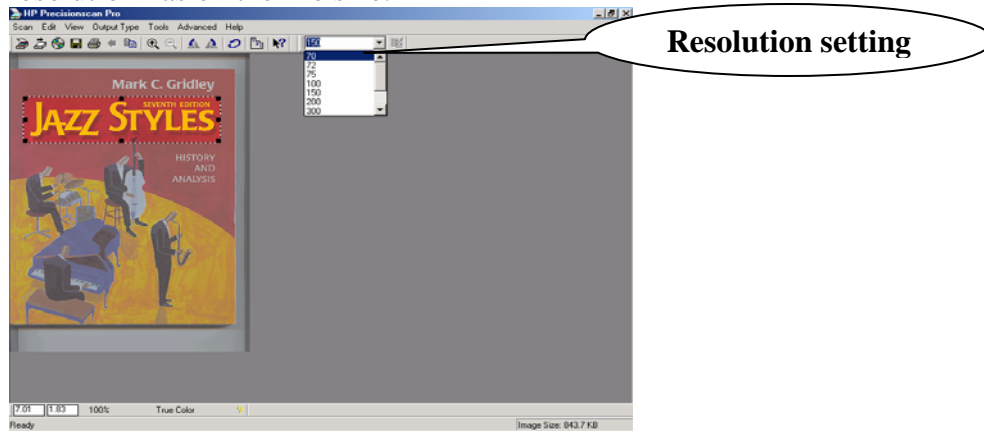 HP Precisionscan Pro
Scan Edit View Output Type Tools Advanced Help
150
Resolution setting
70
72
75
100
150
200
300
Mark C. Gridley
SEVENTH EDITION
JAZZ STYLES
HISTORY
AND
ANALYSIS
7.01 1.83 100% True Color
Ready Image Size: 843.7 KB